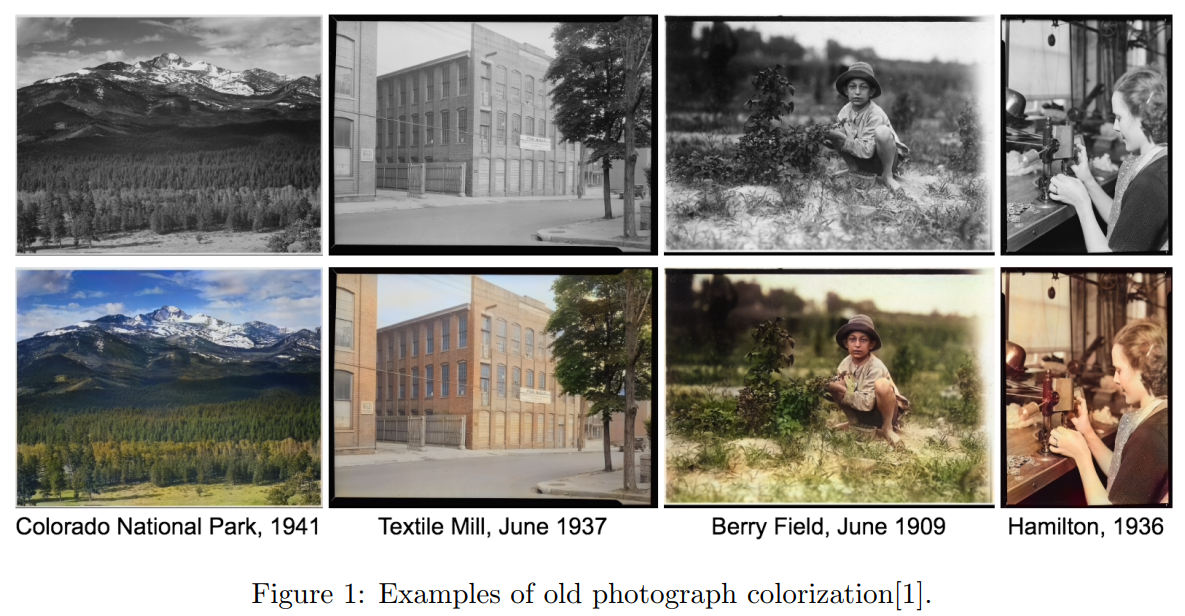 Colorado National Park, 1941
Textile Mill, June 1937
Berry Field, June 1909
Hamilton, 1936
Figure 1: Examples of old photograph colorization[1].